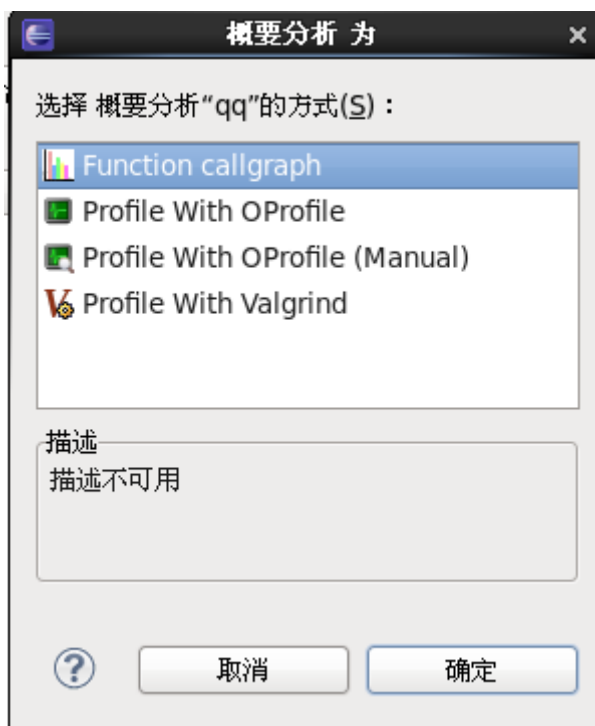 概要分析 为
选择 概要分析“qq”的方式(S)：
Function callgraph
Profile With OProfile
Profile With OProfile (Manual)
Profile With Valgrind
描述
描述不可用
取消
确定